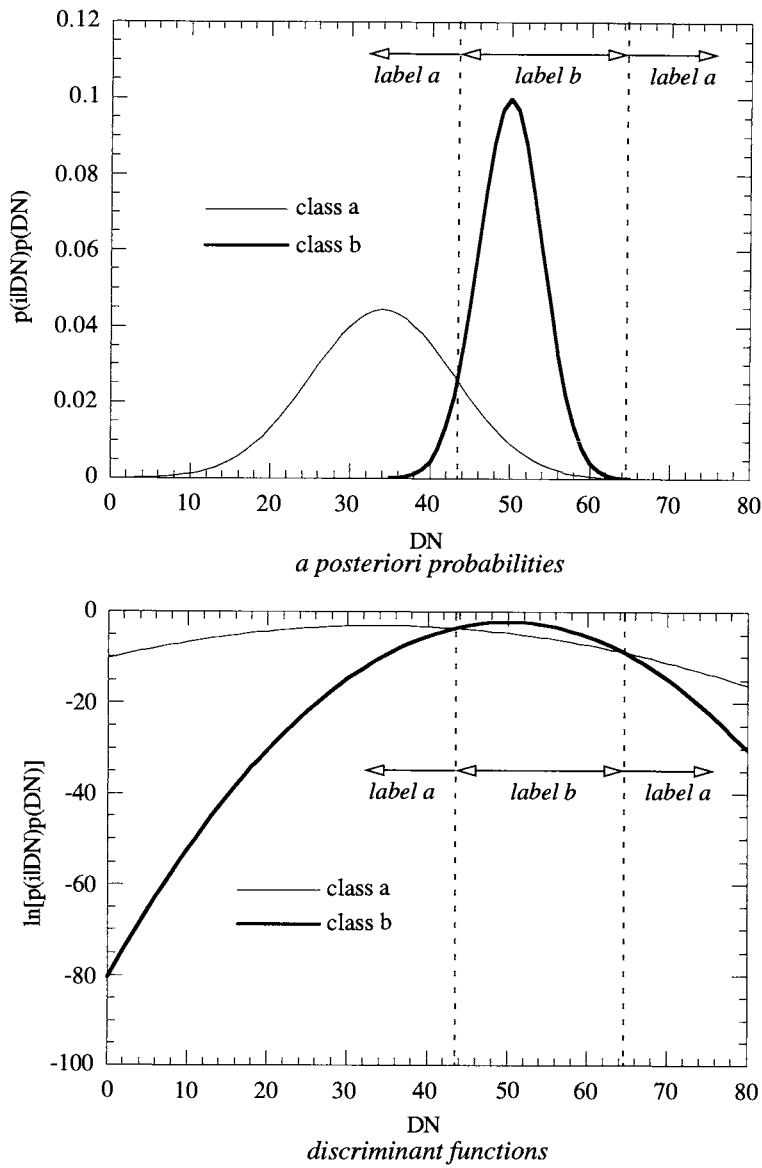 0.12
0.1
0.08
0.06
0.04
0.02
0
p(i|DN)p(DN)
label a
label b
label a
class a
class b
0 10 20 30 40 50 60 70 80
DN
a posteriori probabilities
0
-20
-40
-60
-80
-100
ln[p(i|DN)p(DN)]
label a
label b
label a
class a
class b
0 10 20 30 40 50 60 70 80
DN
discriminant functions